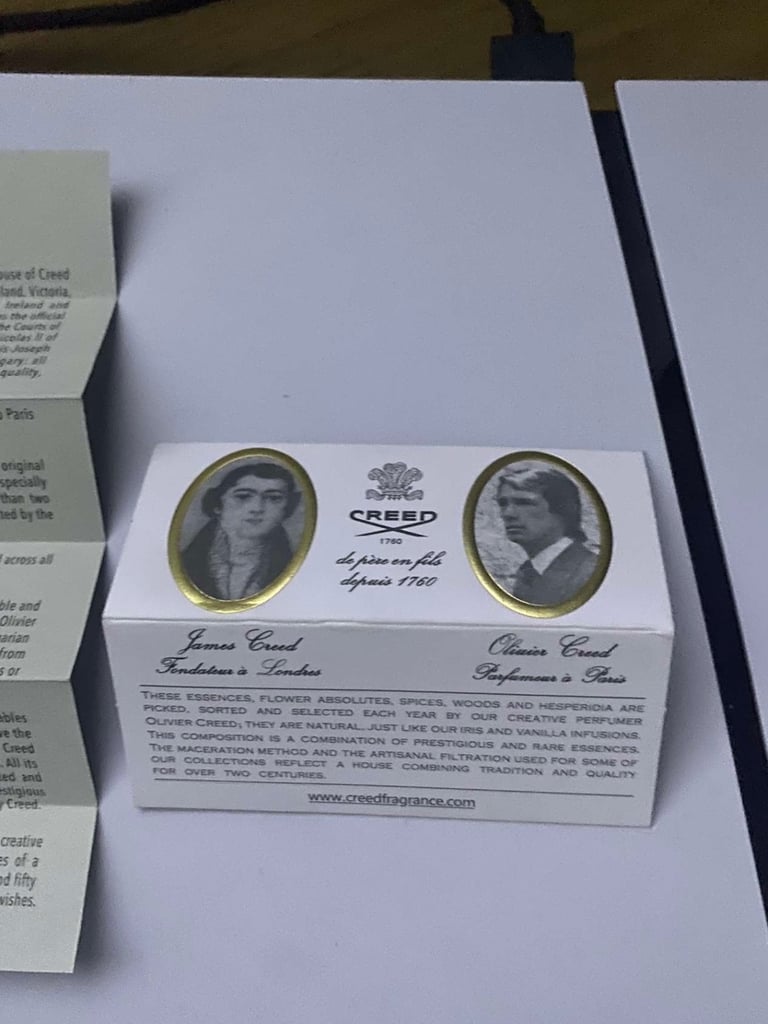 ouse of Creed
land, Victoria,
Ireland and
s the official
he Courts of
icolas II of
is-Joseph
gary: all
quality,
Paris
original
specially
than two
ted by the
across all
ble and
Olivier
arian
from
s or
bles
ve the
Creed
. All its
ed and
estigious
Creed.
creative
es of a
nd fifty
wishes.
CREED
1760
de père en fils
depuis 1760
James Creed
Fondateur à Londres
Olivier Creed
Parfumeur à Paris
THESE ESSENCES, FLOWER ABSOLUTES, SPICES, WOODS AND HESPERIDIA ARE
PICKED, SORTED AND SELECTED EACH YEAR BY OUR CREATIVE PERFUMER
OLIVIER CREED; THEY ARE NATURAL, JUST LIKE OUR IRIS AND VANILLA INFUSIONS.
THIS COMPOSITION IS A COMBINATION OF PRESTIGIOUS AND RARE ESSENCES.
THE MACERATION METHOD AND THE ARTISANAL FILTRATION USED FOR SOME OF
OUR COLLECTIONS REFLECT A HOUSE COMBINING TRADITION AND QUALITY
FOR OVER TWO CENTURIES.
www.creedfragrance.com